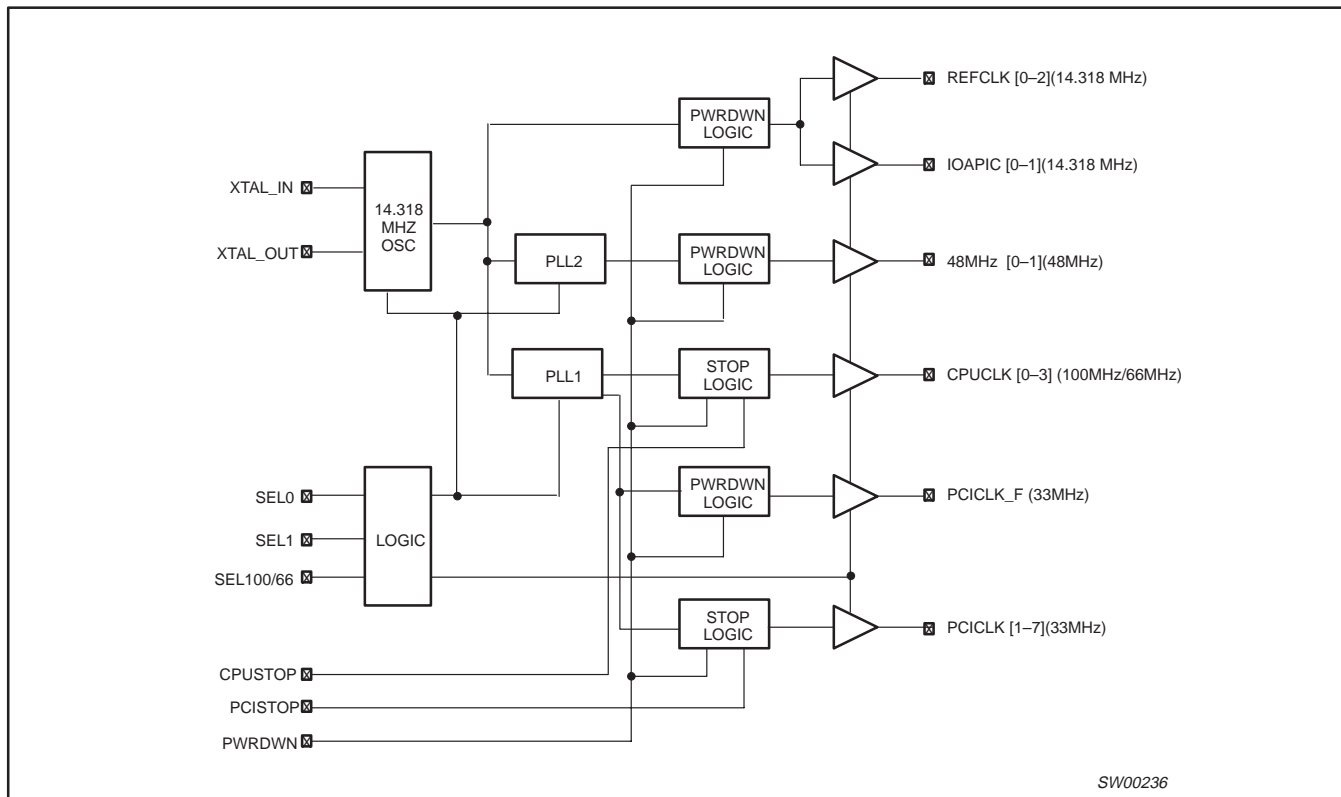 REFCLK [0–2](14.318 MHz)
PWRDWN
LOGIC
IOAPIC [0–1](14.318 MHz)
XTAL_IN
14.318
MHZ
OSC
XTAL_OUT
PLL2
PWRDWN
LOGIC
48MHz [0–1](48MHz)
PLL1
STOP
LOGIC
CPUCLK [0–3] (100MHz/66MHz)
SEL0
SEL1
SEL100/66
LOGIC
PWRDWN
LOGIC
PCICLK_F (33MHz)
STOP
LOGIC
PCICLK [1–7](33MHz)
CPUSTOP
PCISTOP
PWRDWN
SW00236